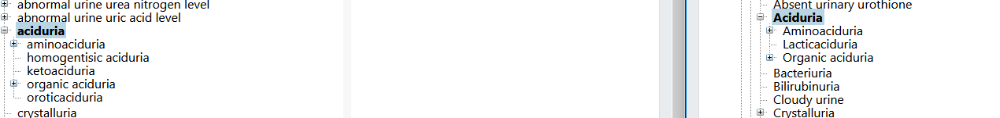 abnormal urine urea nitrogen level
abnormal urine uric acid level
aciduria
aminoaciduria
homogentisic aciduria
ketoaciduria
organic aciduria
oroticaciduria
crystalluria
Absent urinary urothione
Aciduria
Aminoaciduria
Lacticaciduria
Organic aciduria
Bacteriuria
Bilirubinuria
Cloudy urine
Crystalluria